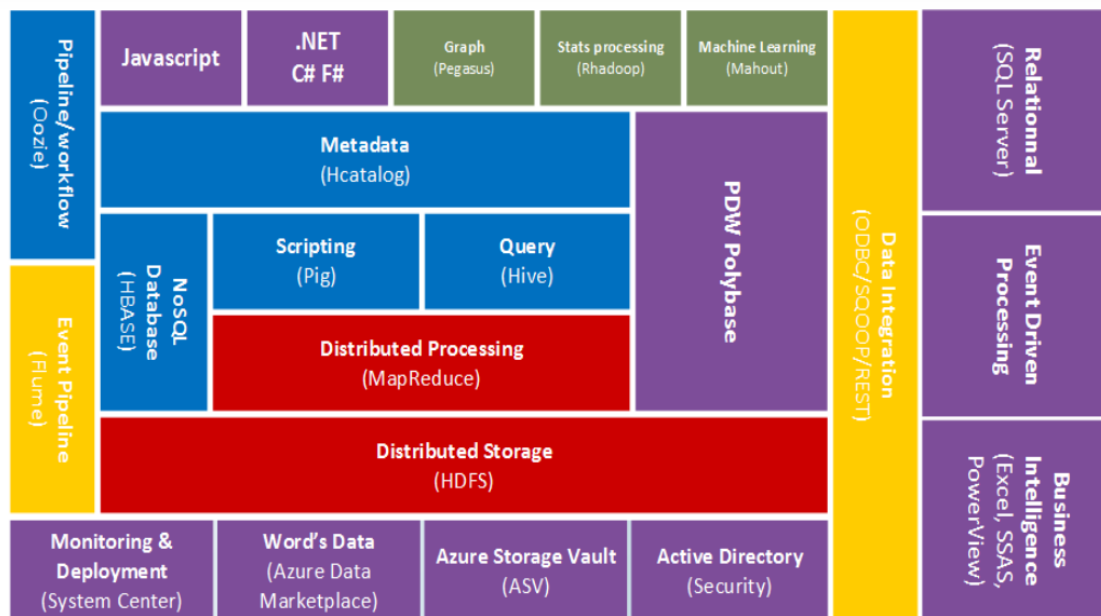 Pipeline/workflow
(Oozie)
Javascript
.NET
C# F#
Graph
(Pegasus)
Stats processing
(Rhadoop)
Machine Learning
(Mahout)
Metadata
(Hcatalog)
PDW Polybase
NoSQL
Database
(HBASE)
Scripting
(Pig)
Query
(Hive)
Distributed Processing
(MapReduce)
Event Pipeline
(Flume)
Distributed Storage
(HDFS)
Monitoring &
Deployment
(System Center)
Word's Data
(Azure Data
Marketplace)
Azure Storage Vault
(ASV)
Active Directory
(Security)
Data Integration
(ODBC/SQOOP/REST)
Relationnal
(SQL Server)
Event Driven
Processing
Business
Intelligence
(Excel, SSAS,
PowerView)